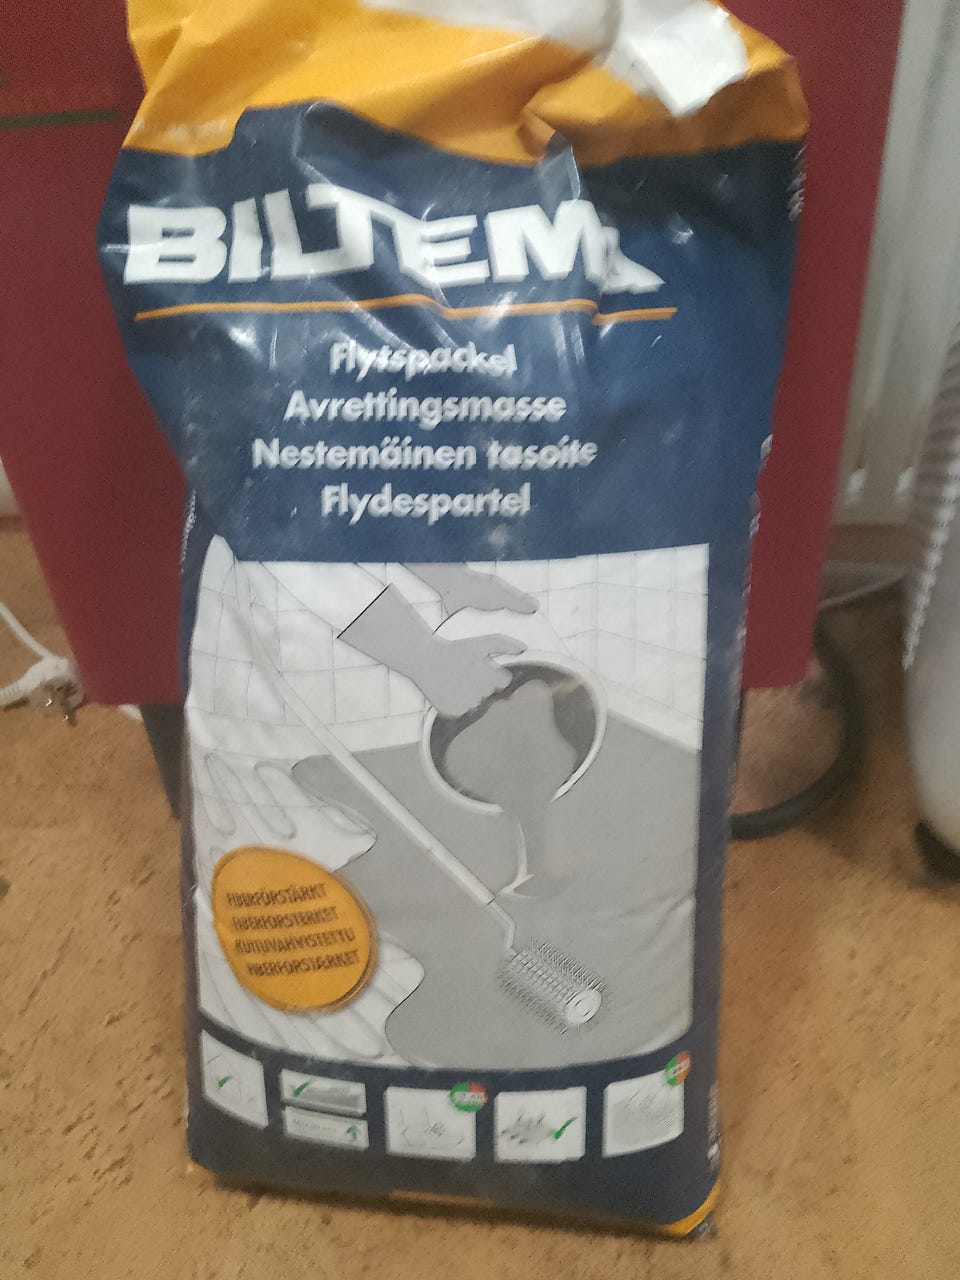 BILTEMA
Flytspackel
Avrettingsmasse
Nestemäinen tasoite
Flydespartel
FIBERFÖRSTÄRKT
FIBERFORSTERKET
KUITUVAHVISTETTU
FIBERFORSTÆRKET